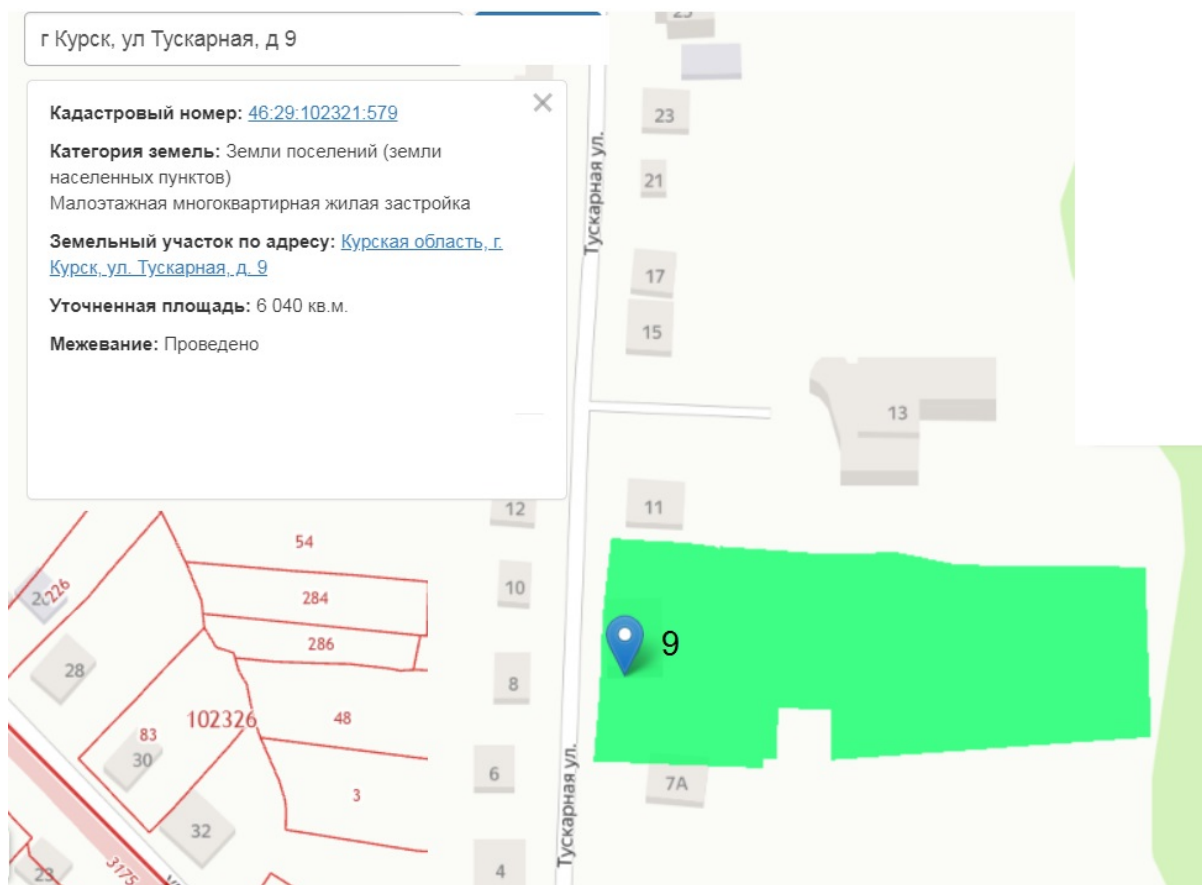 г Курск, ул Тускарная, д 9
Кадастровый номер: 46:29:102321:579
Категория земель: Земли поселений (земли
населенных пунктов)
Малоэтажная многоквартирная жилая застройка
Земельный участок по адресу: Курская область, г.
Курск, ул. Тускарная, д. 9
Уточненная площадь: 6 040 кв.м.
Межевание: Проведено
23
21
Тускарная ул.
17
15
13
12
11
54
10
284
226
286
9
28
8
48
102326
83
30
6
7А
3
32
Тускарная ул.
4
3175
23